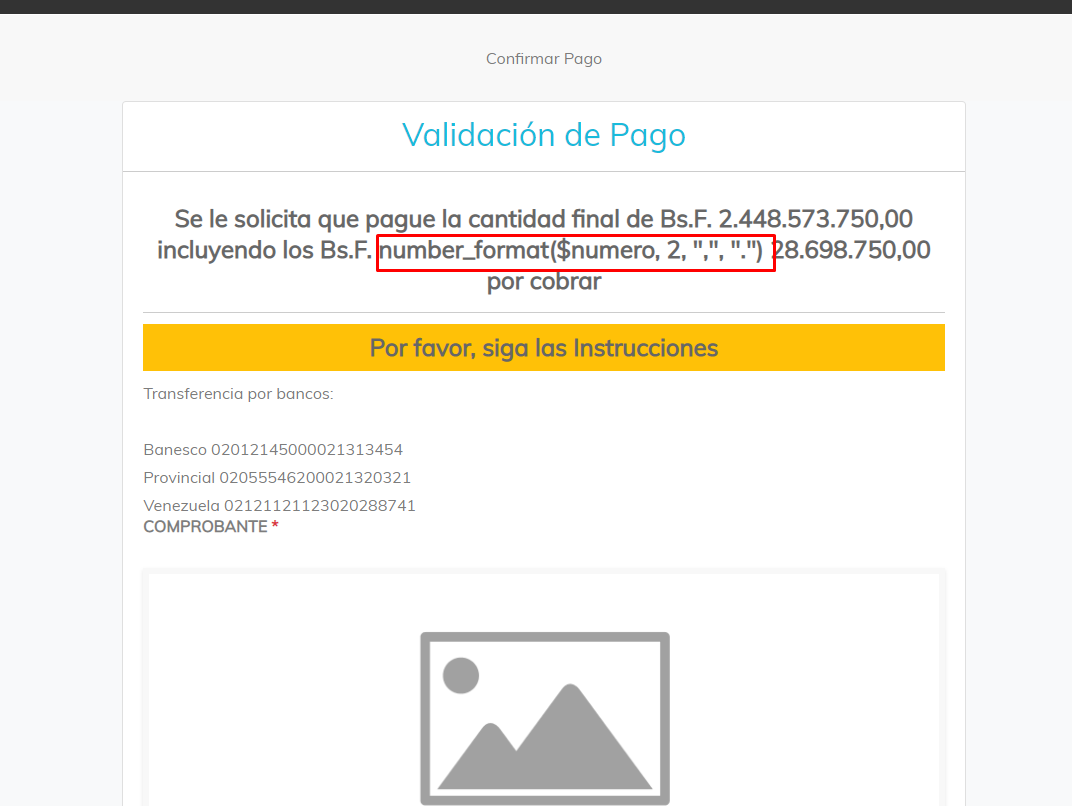 Confirmar Pago
Validación de Pago
Se le solicita que pague la cantidad final de Bs.F. 2.448.573.750,00
incluyendo los Bs.F. number_format($numero, 2, ",", ".") 28.698.750,00
por cobrar
Por favor, siga las Instrucciones
Transferencia por bancos:
Banesco 02012145000021313454
Provincial 02055546200021320321
Venezuela 02121121123020288741
COMPROBANTE *